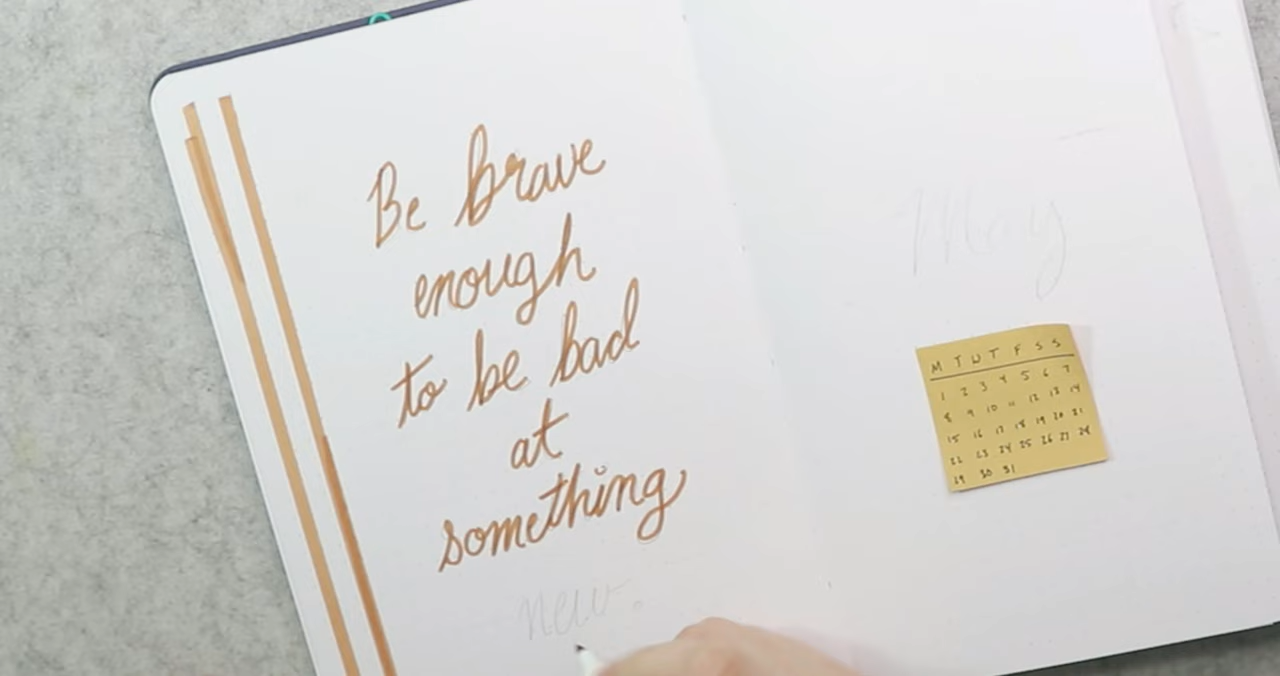 Be brave
enough
to be bad
at
something
new.
May
M T W T F S S
1 2 3 4 5 6 7
8 9 10 11 12 13 14
15 16 17 18 19 20 21
22 23 24 25 26 27 28
29 30 31